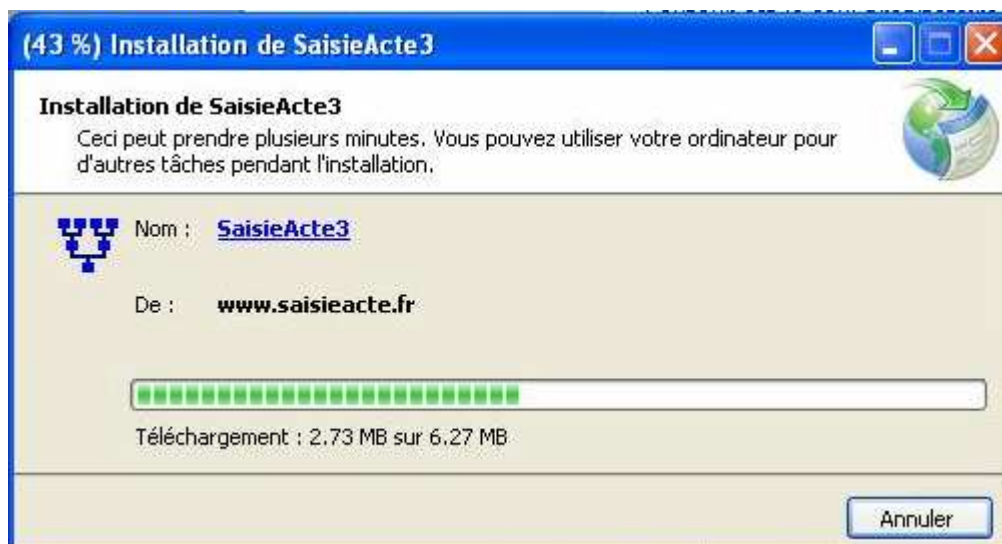 (43 %) Installation de SaisieActe3
Installation de SaisieActe3
Ceci peut prendre plusieurs minutes. Vous pouvez utiliser votre ordinateur pour
d'autres tâches pendant l'installation.
Nom : SaisieActe3
De : www.saisieacte.fr
Téléchargement : 2.73 MB sur 6.27 MB
Annuler